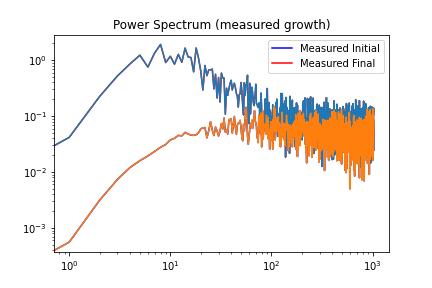 Power Spectrum (measured growth)
Measured Initial
Measured Final
10⁰
10⁻¹
10⁻²
10⁻³
10⁰
10¹
10²
10³